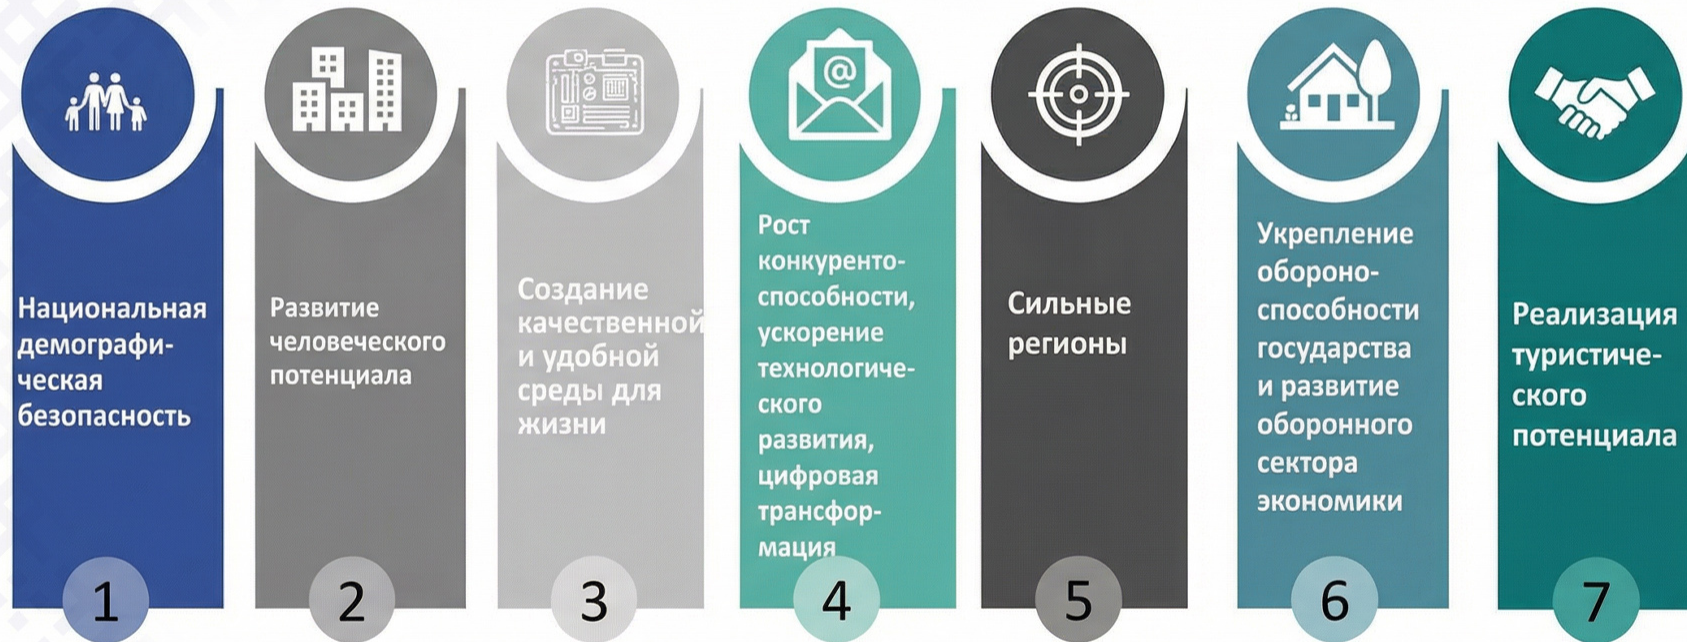 Национальная
демографи-
ческая
безопасность
1
Развитие
человеческого
потенциала
2
Создание
качественной
и удобной
среды для
жизни
3
@
Рост
конкуренто-
способности,
ускорение
технологиче-
ского
развития,
цифровая
трансфор-
мация
4
Сильные
регионы
5
Укрепление
обороно-
способности
государства
и развитие
оборонного
сектора
экономики
6
Реализация
туристиче-
ского
потенциала
7